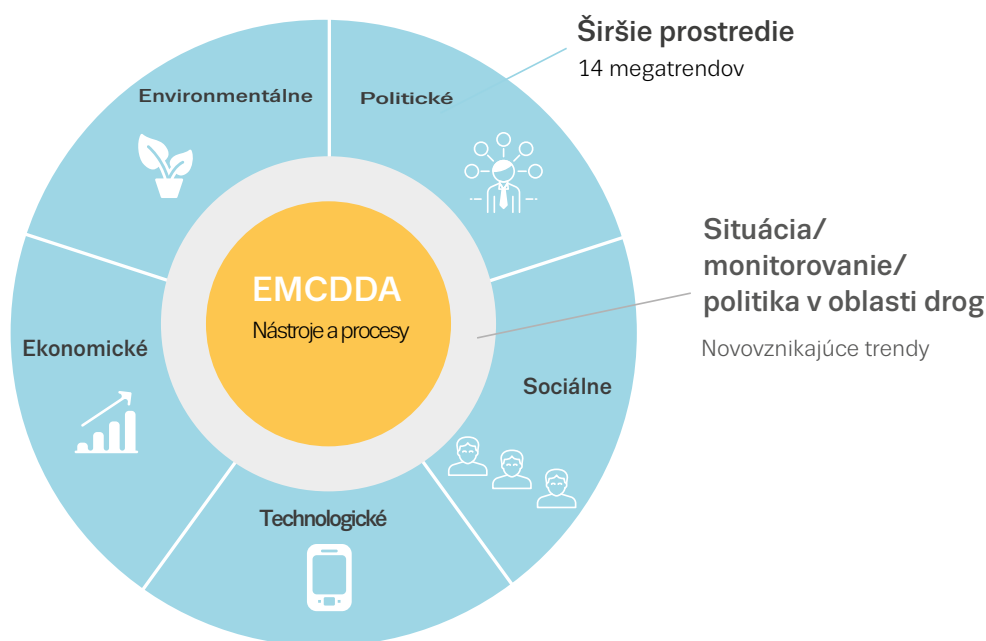 Širšie prostredie
14 megatrendov
Environmentálne
Politické
Situácia/
monitorovanie/
politika v oblasti drog
Novovznikajúce trendy
EMCDDA
Nástroje a procesy
Ekonomické
Sociálne
Technologické